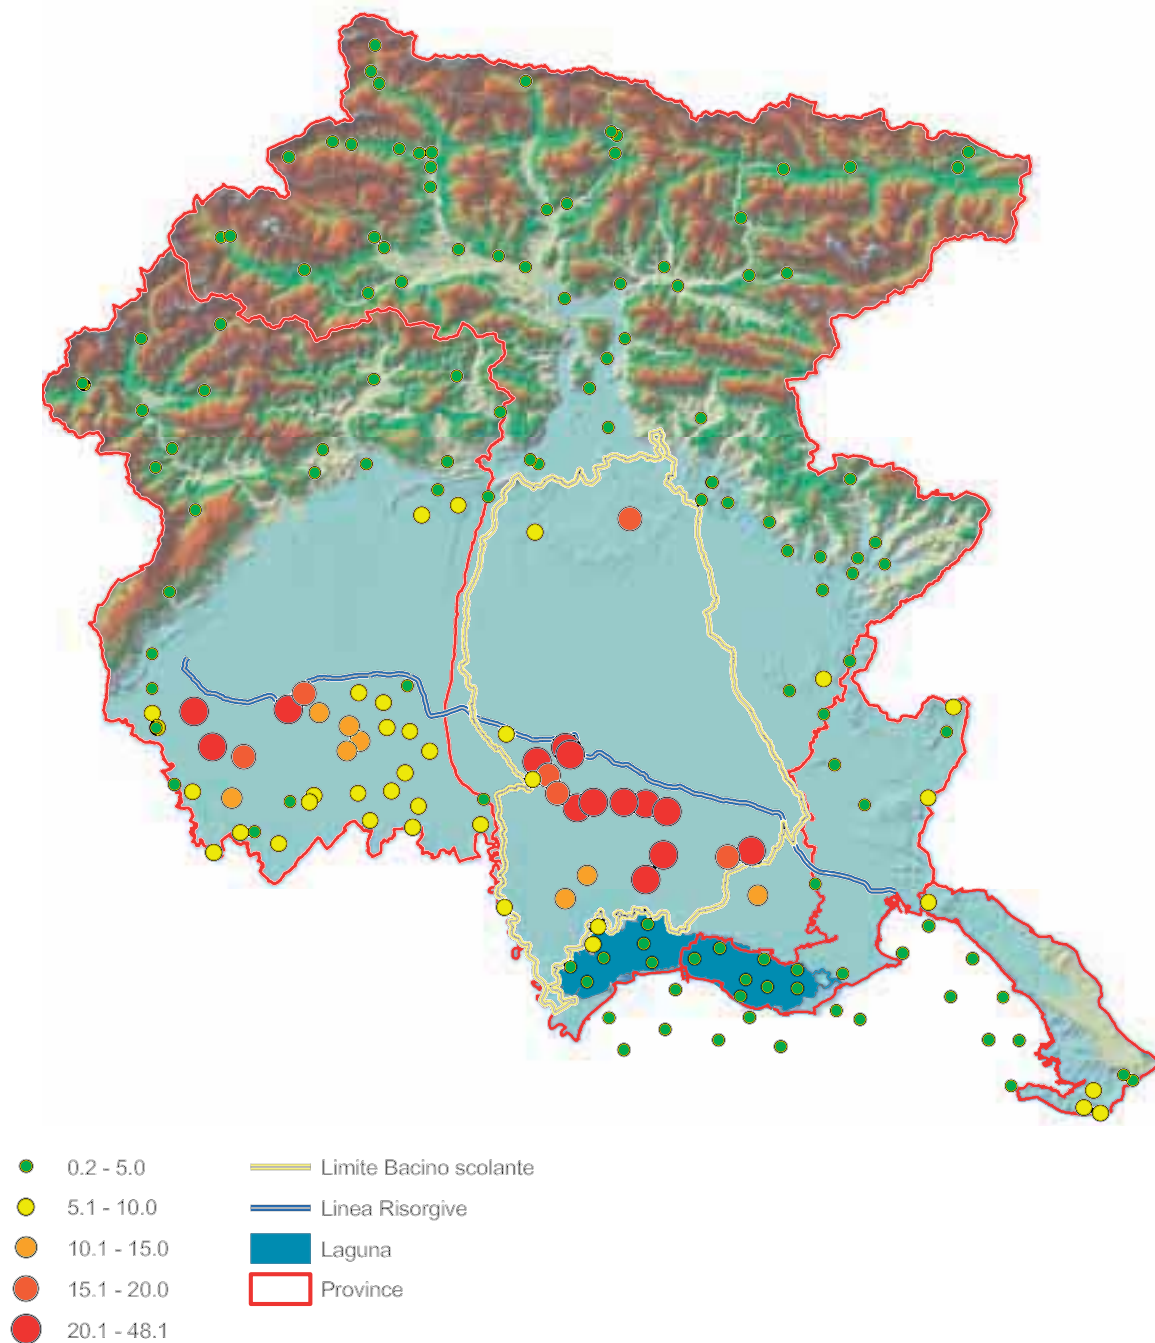 0.2 - 5.0
5.1 - 10.0
10.1 - 15.0
15.1 - 20.0
20.1 - 48.1
Limite Bacino scolante
Linea Risorgive
Laguna
Province